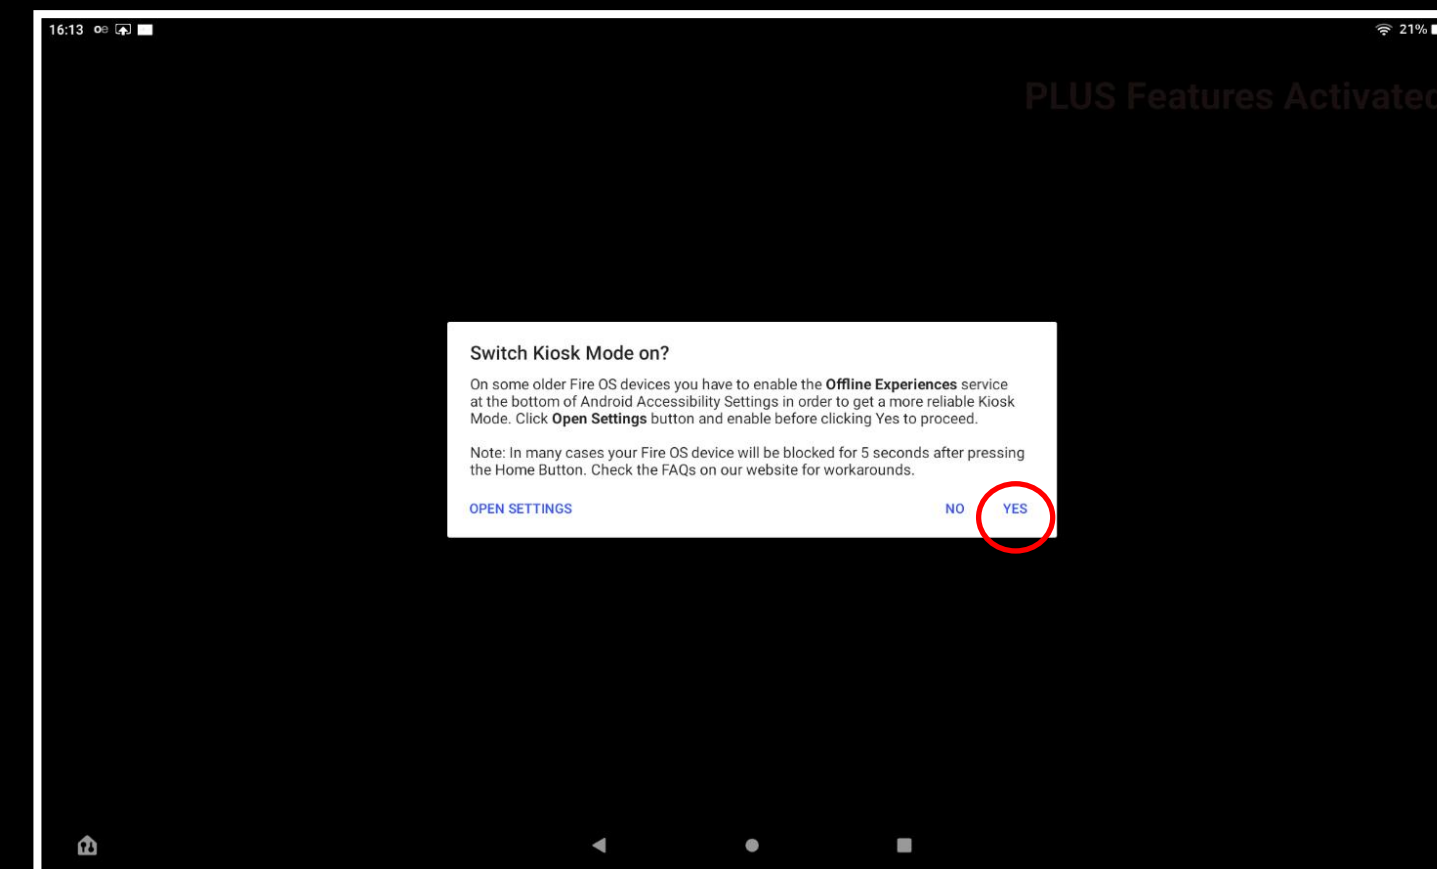 16:13
21%
PLUS Features Activated
Switch Kiosk Mode on?
On some older Fire OS devices you have to enable the Offline Experiences service
at the bottom of Android Accessibility Settings in order to get a more reliable Kiosk
Mode. Click Open Settings button and enable before clicking Yes to proceed.
Note: In many cases your Fire OS device will be blocked for 5 seconds after pressing
the Home Button. Check the FAQs on our website for workarounds.
OPEN SETTINGS NO YES